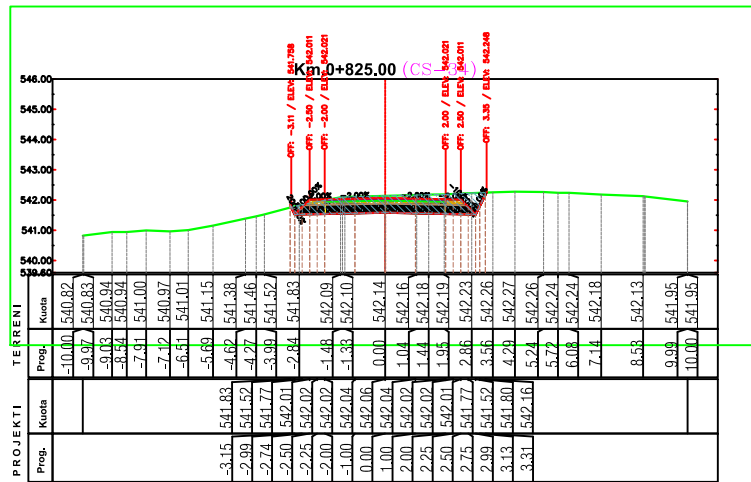 Km 0+825.00 (CS-34)
OFF: -3.11 / ELEV: 541.758
OFF: -2.50 / ELEV: 542.011
OFF: -2.00 / ELEV: 542.021
OFF: 2.00 / ELEV: 542.021
OFF: 2.50 / ELEV: 542.011
OFF: 3.35 / ELEV: 542.248
546.00
545.00
544.00
543.00
542.00
541.00
540.00
539.60
-2.00%
-2.00%
TERRENI
Kuota
540.82 540.83 540.94 540.94 541.00 540.97 541.01 541.15 541.38 541.46 541.52 541.83 542.09 542.10 542.14 542.16 542.18 542.19 542.23 542.26 542.27 542.26 542.24 542.24 542.18 542.13 541.95 541.95
Prog.
-10.00 -9.97 -9.03 -8.54 -7.91 -7.12 -6.51 -5.69 -4.62 -4.27 -3.99 -2.84 -1.48 -1.33 0.00 1.04 1.44 1.95 2.86 3.56 4.29 5.24 5.72 6.08 7.14 8.53 9.99 10.00
PROJEKTI
Kuota
541.83 541.52 541.77 542.01 542.02 542.02 542.04 542.06 542.04 542.02 542.02 542.01 541.77 541.52 541.80 542.16
Prog.
-3.15 -2.99 -2.74 -2.50 -2.25 -2.00 -1.00 0.00 1.00 2.00 2.25 2.50 2.75 2.99 3.13 3.31